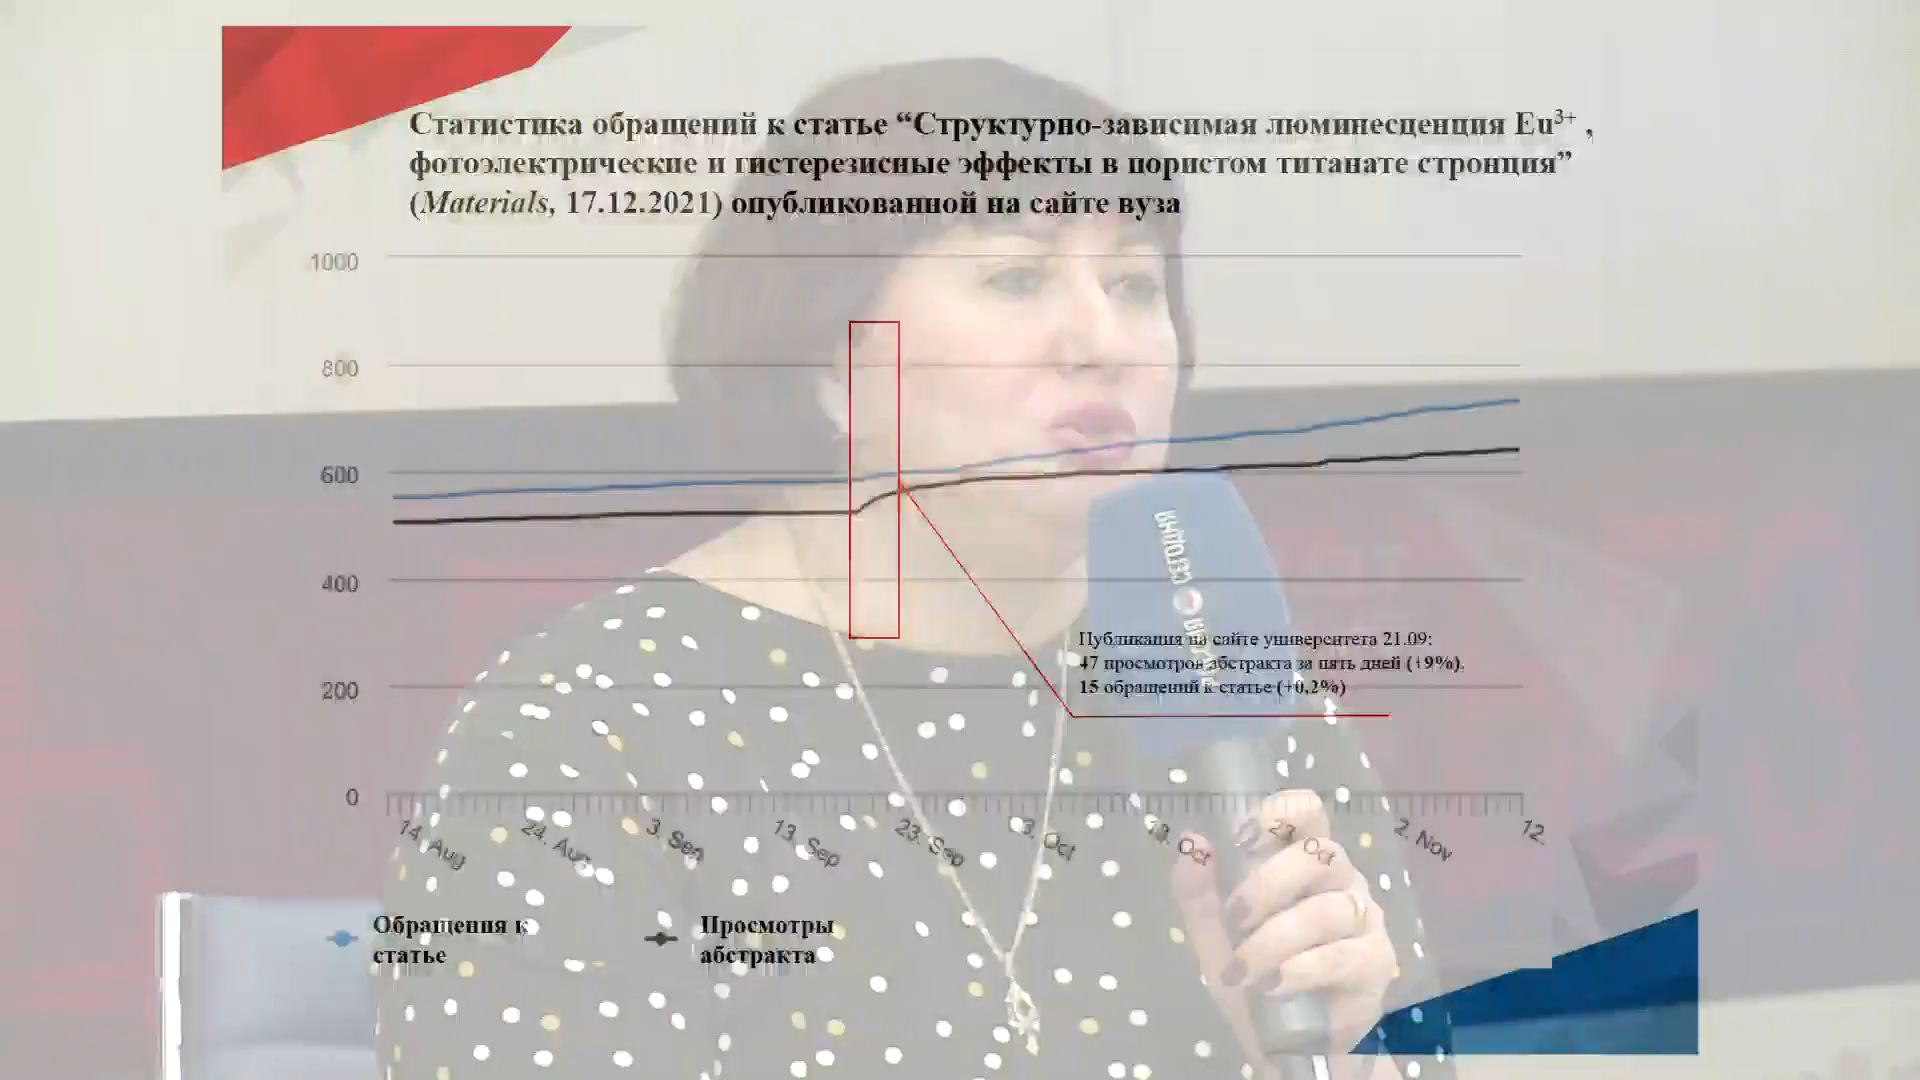 Статистика обращений к статье “Структурно-зависимая люминесценция Eu3+ ,
фотоэлектрические и гистерезисные эффекты в пористом титанате стронция”
(Materials, 17.12.2021) опубликованной на сайте вуза
1000
800
600
400
200
0
14. Aug
24. Aug
3. Sep
13. Sep
23. Sep
3. Oct
13. Oct
23. Oct
2. Nov
12.
СЕГОДНЯ
Публикация на сайте университета 21.09:
47 просмотров абстракта за пять дней (+9%).
15 обращений к статье (+0,2%)
Обращения к
статье
Просмотры
абстракта